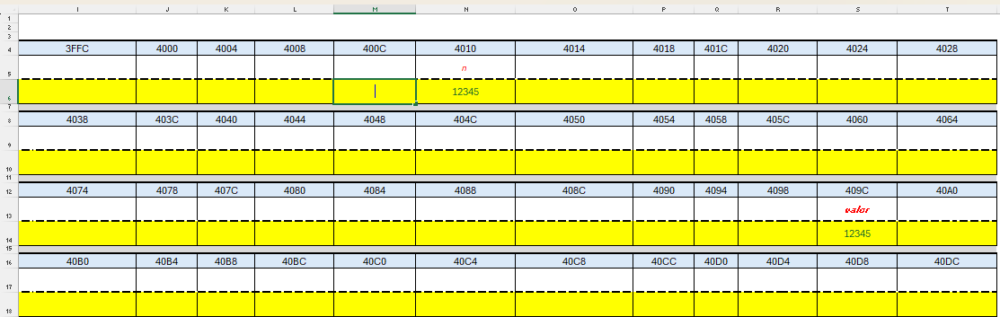 I J K L M N O P Q R S T
1
2
3
4 3FFC 4000 4004 4008 400C 4010 4014 4018 401C 4020 4024 4028
5 n
6 12345
7
8 4038 403C 4040 4044 4048 404C 4050 4054 4058 405C 4060 4064
9
10
11
12 4074 4078 407C 4080 4084 4088 408C 4090 4094 4098 409C 40A0
13 valor
14 12345
15
16 40B0 40B4 40B8 40BC 40C0 40C4 40C8 40CC 40D0 40D4 40D8 40DC
17
18